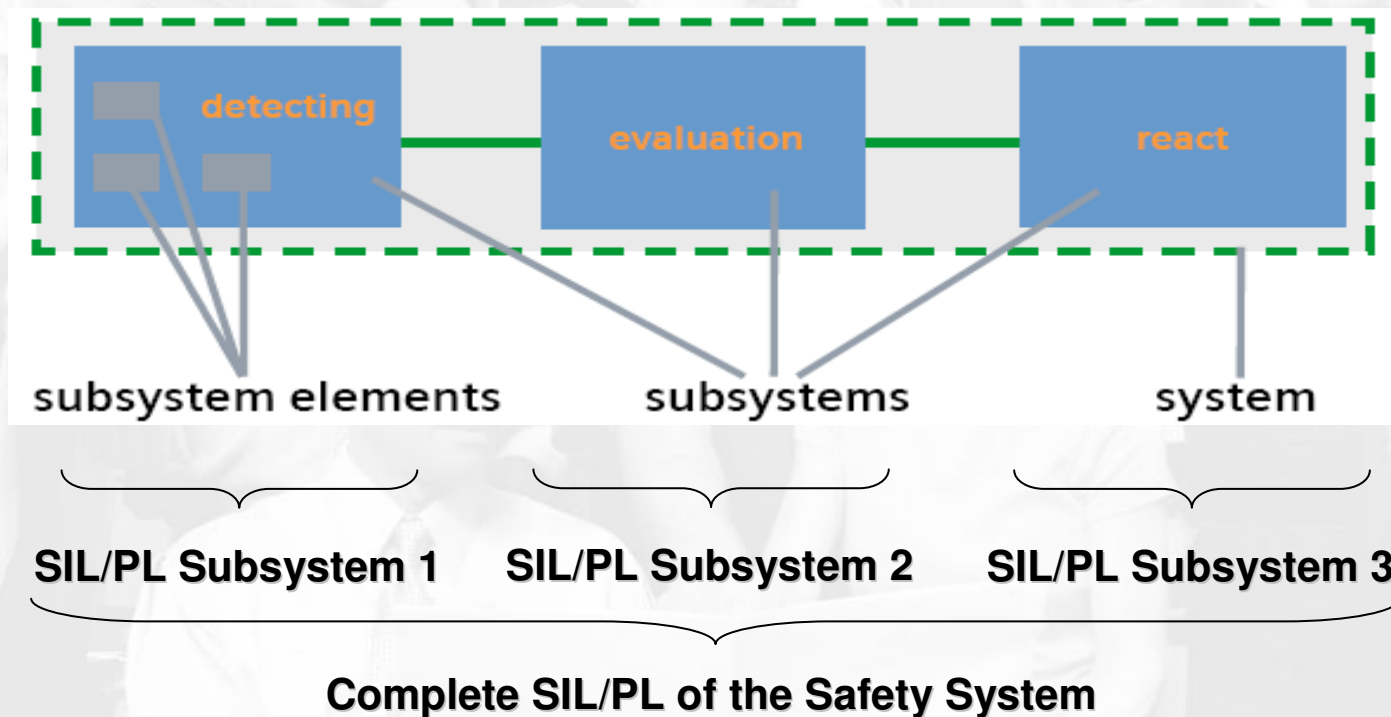 detecting
evaluation
react
subsystem elements
subsystems
system
SIL/PL Subsystem 1
SIL/PL Subsystem 2
SIL/PL Subsystem 3
Complete SIL/PL of the Safety System